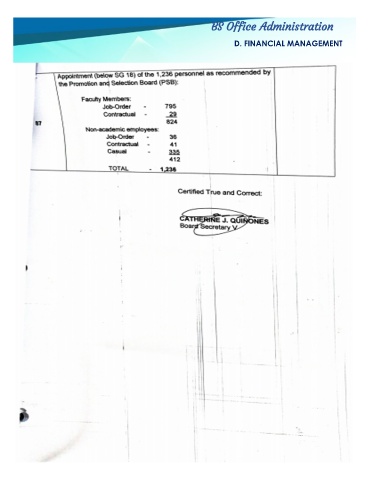 BS Office Administration
D. FINANCIAL MANAGEMENT
Appointment (below SG 18) of the 1,236 personnel as recommended by
the Promotion and Selection Board (PSB):
Faculty Members:
Job-Order - 795
Contractual - 29
824
87
Non-academic employees:
Job-Order - 36
Contractual - 41
Casual - 335
412
TOTAL - 1,236
Certified True and Correct:
CATHERINE J. QUIÑONES
Board Secretary V